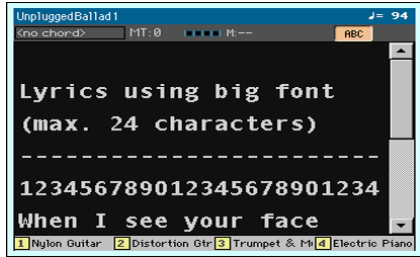 UnpluggedBallad1 ♩= 94
<no chord> MT:0 M:-- ABC
Lyrics using big font
(max. 24 characters)
------------------------
123456789012345678901234
When I see your face
1 Nylon Guitar 2 Distortion Gtr 3 Trumpet & M 4 Electric Piano